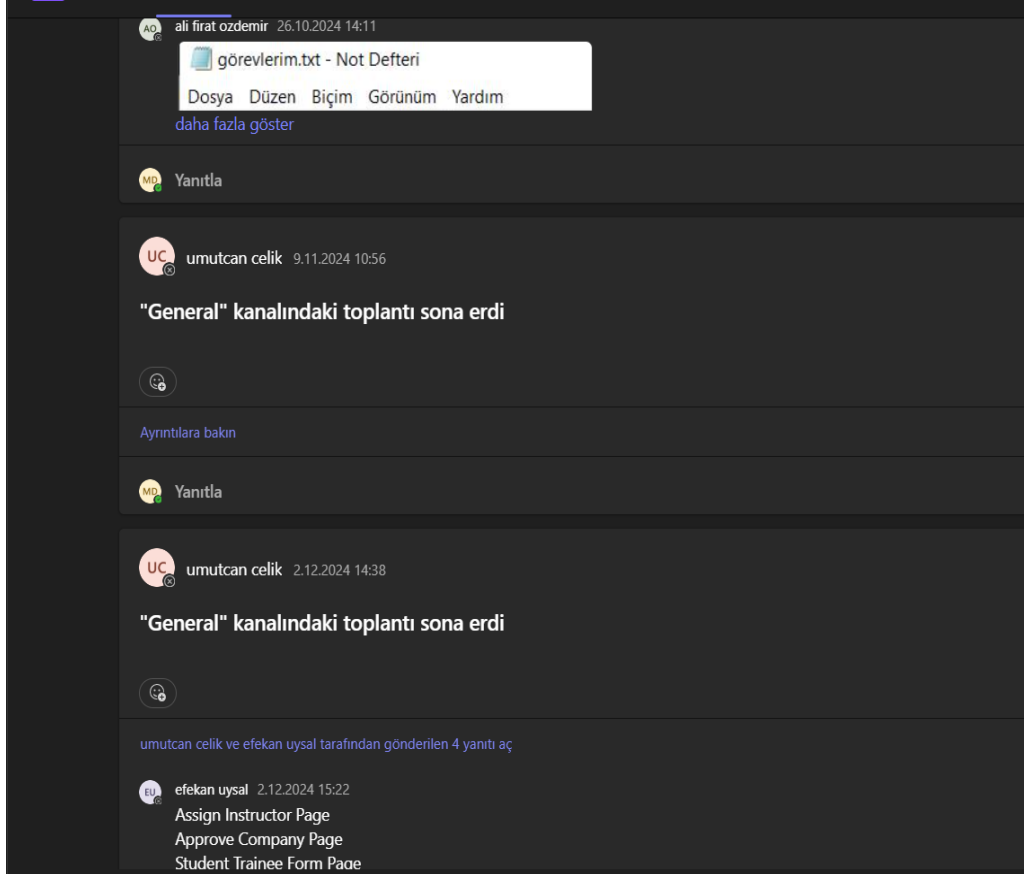 AO ali firat ozdemir 26.10.2024 14:11
görevlerim.txt - Not Defteri
Dosya Düzen Biçim Görünüm Yardım
daha fazla göster
MD Yanıtla
UC umutcan celik 9.11.2024 10:56
"General" kanalındaki toplantı sona erdi
Ayrıntılara bakın
MD Yanıtla
UC umutcan celik 2.12.2024 14:38
"General" kanalındaki toplantı sona erdi
umutcan celik ve efekan uysal tarafından gönderilen 4 yanıtı aç
EU efekan uysal 2.12.2024 15:22
Assign Instructor Page
Approve Company Page
Student Trainee Form Page